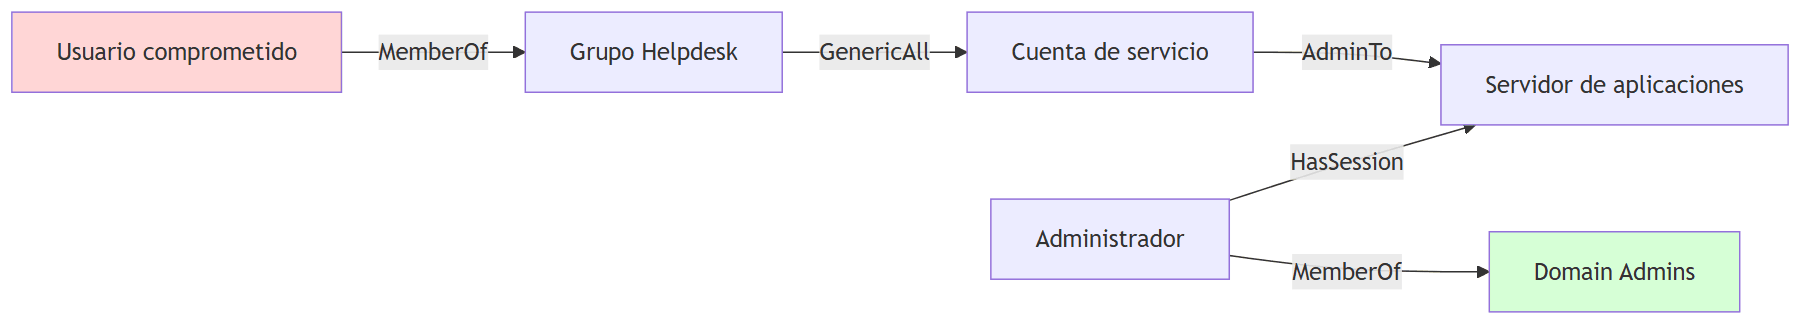 Usuario comprometido
MemberOf
Grupo Helpdesk
GenericAll
Cuenta de servicio
AdminTo
Servidor de aplicaciones
HasSession
Administrador
MemberOf
Domain Admins